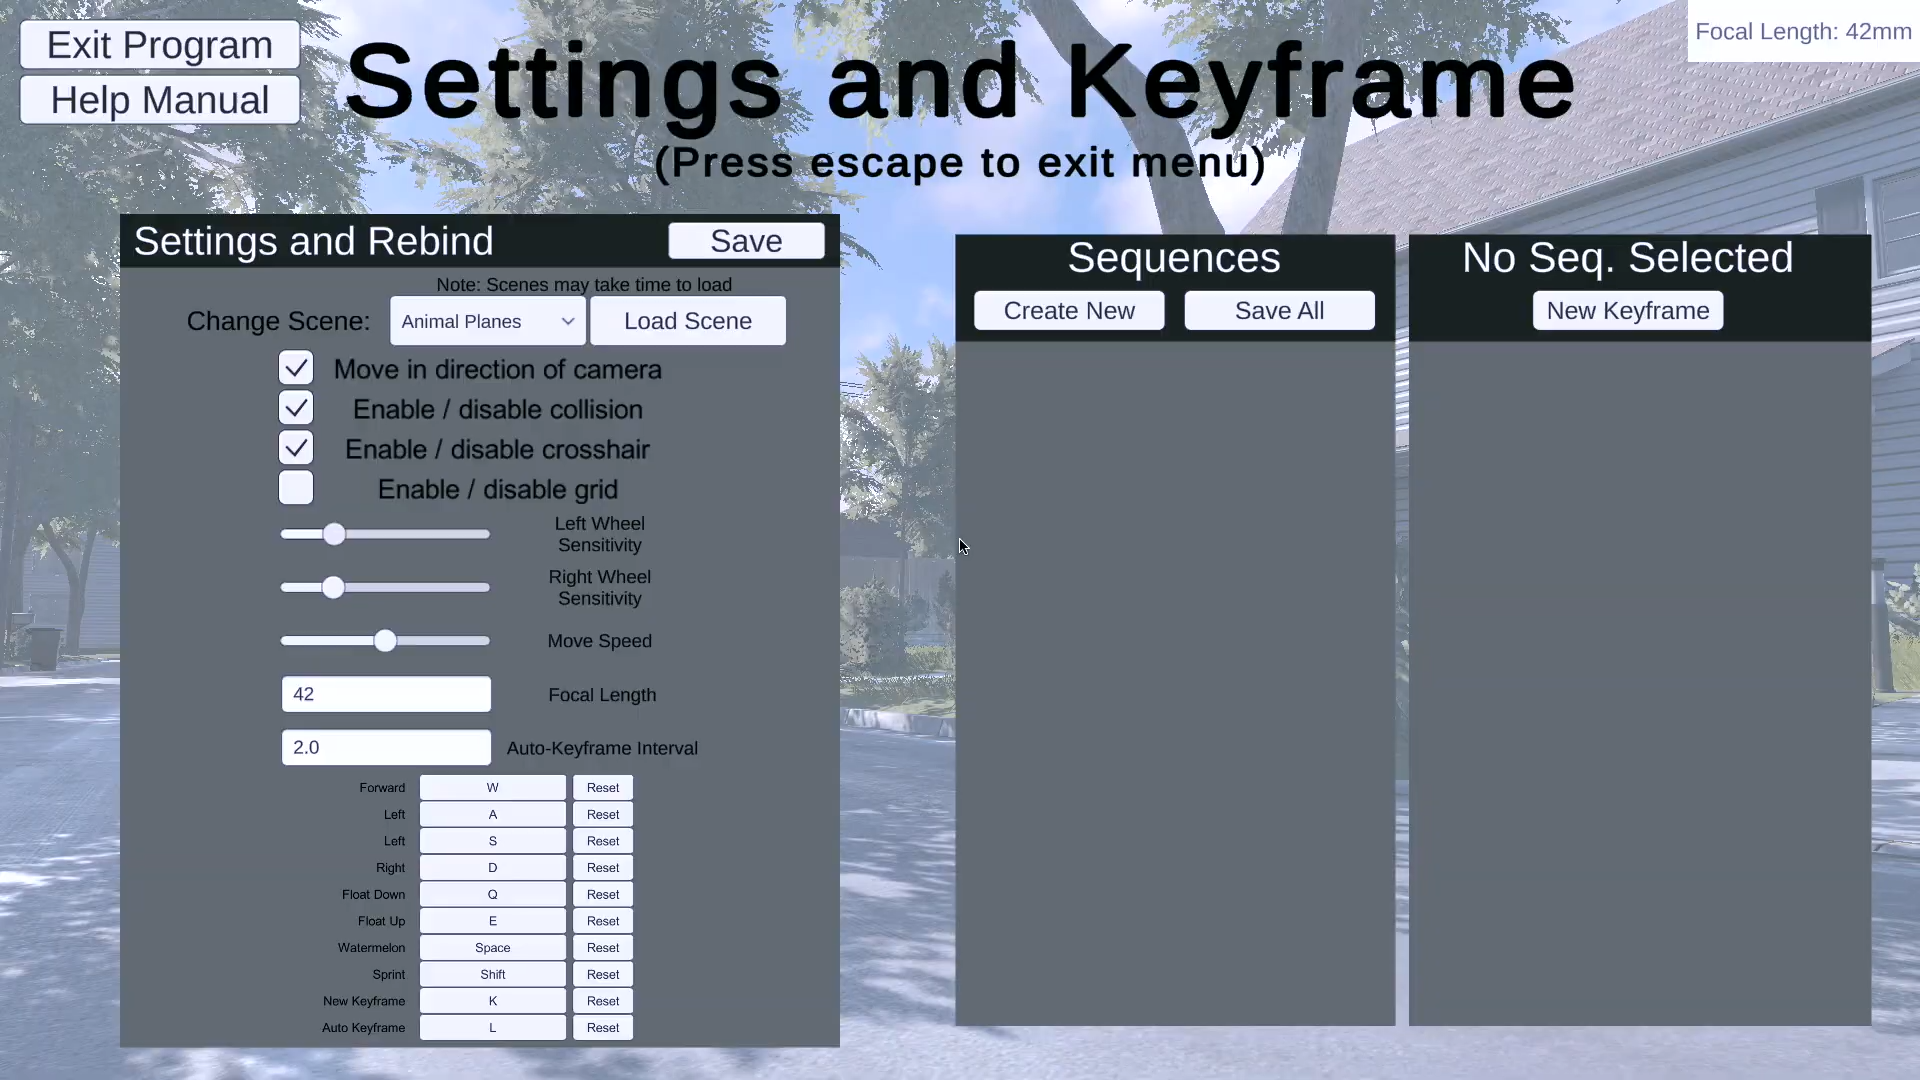 Exit Program
Help Manual
Settings and Keyframe
(Press escape to exit menu)
Focal Length: 42mm
Settings and Rebind
Save
Note: Scenes may take time to load
Change Scene:
Animal Planes
Load Scene
Move in direction of camera
Enable / disable collision
Enable / disable crosshair
Enable / disable grid
Left Wheel
Sensitivity
Right Wheel
Sensitivity
Move Speed
42
Focal Length
2.0
Auto-Keyframe Interval
Forward W Reset
Left A Reset
Left S Reset
Right D Reset
Float Down Q Reset
Float Up E Reset
Watermelon Space Reset
Sprint Shift Reset
New Keyframe K Reset
Auto Keyframe L Reset
Sequences
Create New
Save All
No Seq. Selected
New Keyframe